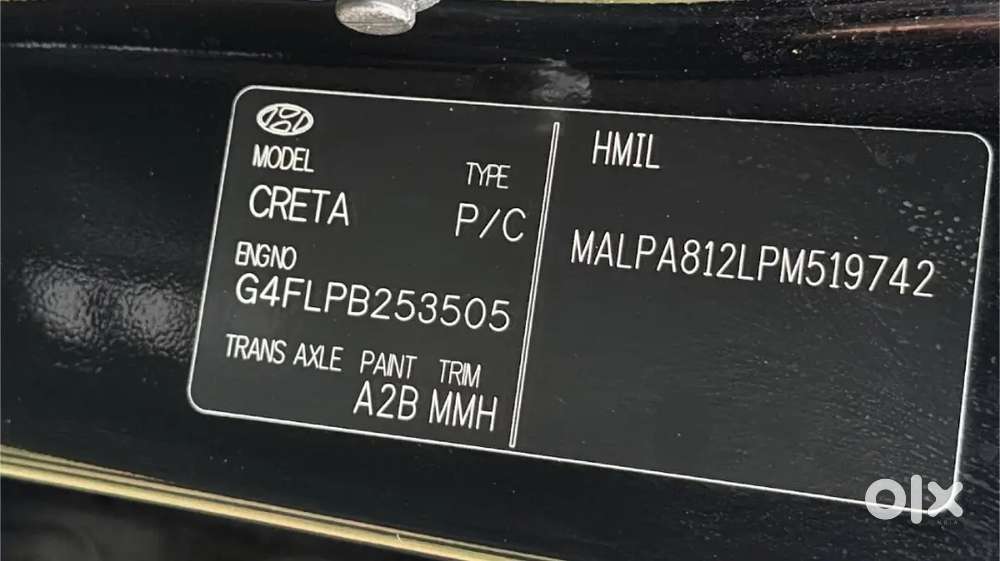 MODEL TYPE
CRETA P/C
ENGNO
G4FLPB253505
TRANS AXLE PAINT TRIM
A2B MMH
HMIL
MALPA812LPM519742
olx